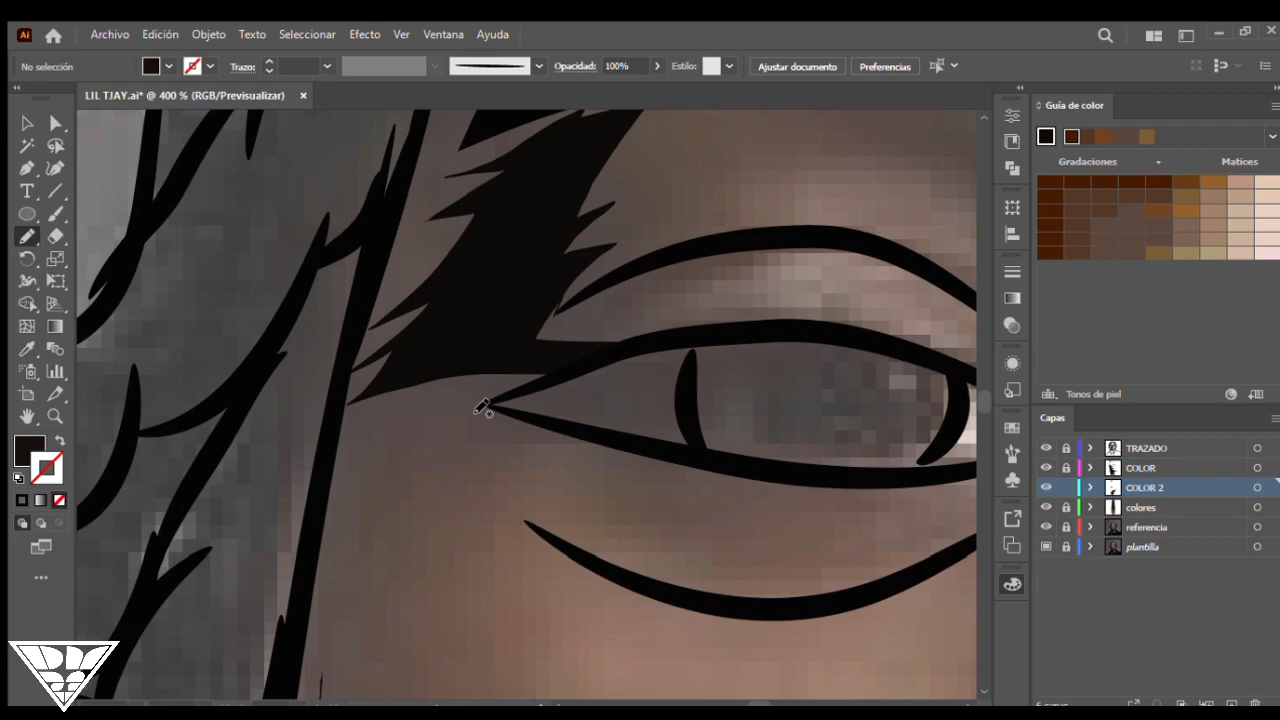 Ai
Archivo Edición Objeto Texto Seleccionar Efecto Ver Ventana Ayuda
No selección Trazo: Opacidad: 100% Estilo: Ajustar documento Preferencias
LIL TJAY.ai* @ 400 % (RGB/Previsualizar)
Guía de color
Gradaciones Matices
Tonos de piel
Capas
TRAZADO
COLOR
COLOR 2
colores
referencia
plantilla